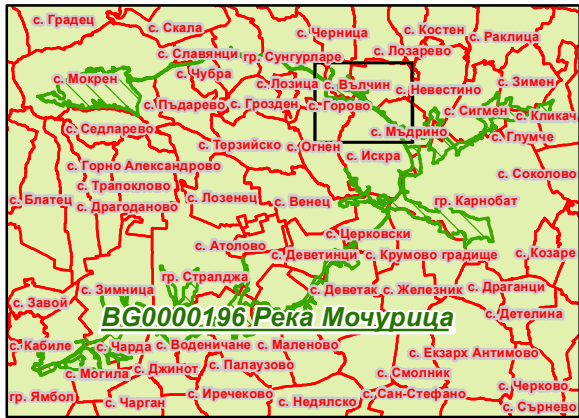 с. Градец
с. Скала
с. Черница
с. Костен
с. Раклица
с. Славянци
гр. Сунгурларе
с. Лозарево
с. Мокрен
с. Чубра
с. Лозица
с. Вълчин
с. Невестино
с. Зимен
с. Пъдарево
с. Грозден
с. Горово
с. Сигмен
с. Кликач
с. Седларево
с. Терзийско
с. Огнен
с. Мъдрино
с. Глумче
с. Горно Александрово
с. Искра
с. Соколово
с. Трапоклово
с. Блатец
с. Драгоданово
с. Лозенец
с. Венец
гр. Карнобат
с. Церковски
с. Атолово
с. Деветинци
с. Крумово градище
с. Козаре
гр. Стралджа
с. Зимница
с. Деветак
с. Железник
с. Драганци
с. Завой
BG0000196 Река Мочурица
с. Детелина
с. Кабиле
с. Чарда
с. Воденичане
с. Маленово
с. Екзарх Антимово
с. Могила
с. Джинот
с. Палаузово
с. Смолник
гр. Ямбол
с. Чарган
с. Иречеково
с. Недялско
с. Сан-Стефано
с. Черково
с. Сърнево